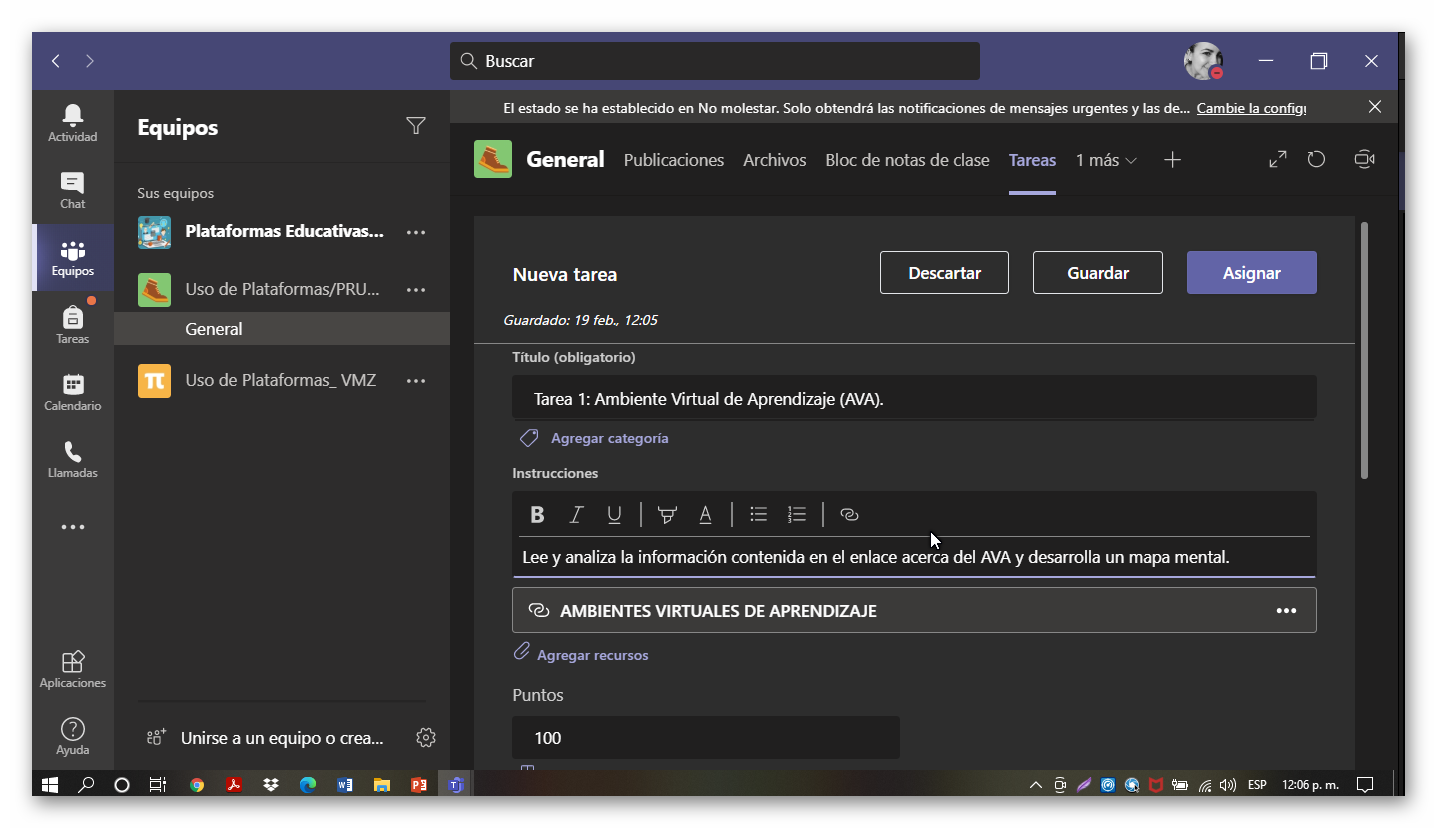 Buscar
El estado se ha establecido en No molestar. Solo obtendrá las notificaciones de mensajes urgentes y las de... Cambie la configu
Actividad
Chat
Equipos
Tareas
Calendario
Llamadas
Aplicaciones
Ayuda
Equipos
Sus equipos
Plataformas Educativas...
Uso de Plataformas/PRU...
General
π
Uso de Plataformas_ VMZ
Unirse a un equipo o crea...
General Publicaciones Archivos Bloc de notas de clase Tareas 1 más
Nueva tarea
Descartar Guardar Asignar
Guardado: 19 feb., 12:05
Título (obligatorio)
Tarea 1: Ambiente Virtual de Aprendizaje (AVA).
Agregar categoría
Instrucciones
B I U A
Lee y analiza la información contenida en el enlace acerca del AVA y desarrolla un mapa mental.
AMBIENTES VIRTUALES DE APRENDIZAJE
Agregar recursos
Puntos
100
ESP 12:06 p. m.